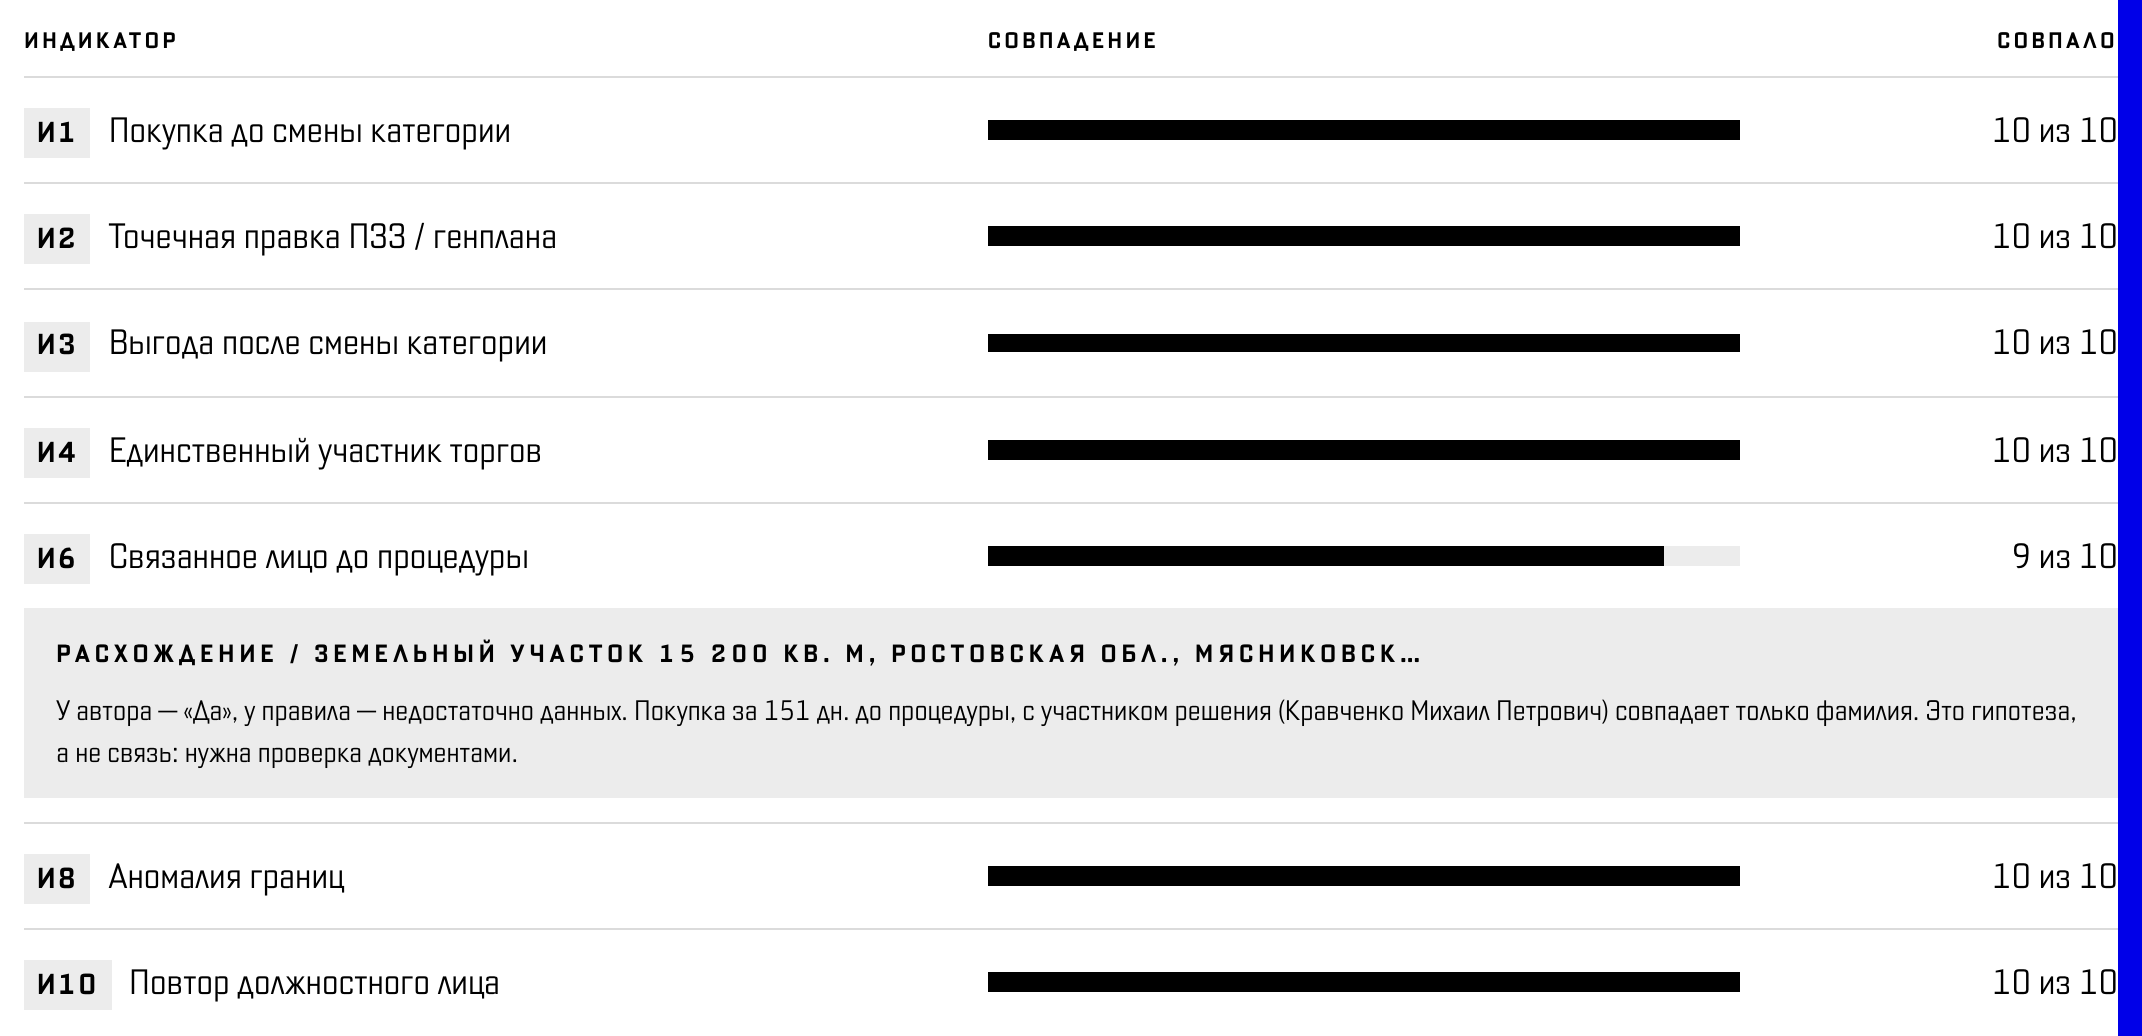 ИНДИКАТОР СОВПАДЕНИЕ СОВПАЛО
И1 Покупка до смены категории 10 из 10
И2 Точечная правка ПЗЗ / генплана 10 из 10
И3 Выгода после смены категории 10 из 10
И4 Единственный участник торгов 10 из 10
И6 Связанное лицо до процедуры 9 из 10
РАСХОЖДЕНИЕ / ЗЕМЕЛЬНЫЙ УЧАСТОК 15 200 КВ. М, РОСТОВСКАЯ ОБЛ., МЯСНИКОВСК…
У автора — «Да», у правила — недостаточно данных. Покупка за 151 дн. до процедуры, с участником решения (Кравченко Михаил Петрович) совпадает только фамилия. Это гипотеза,
а не связь: нужна проверка документами.
И8 Аномалия границ 10 из 10
И10 Повтор должностного лица 10 из 10